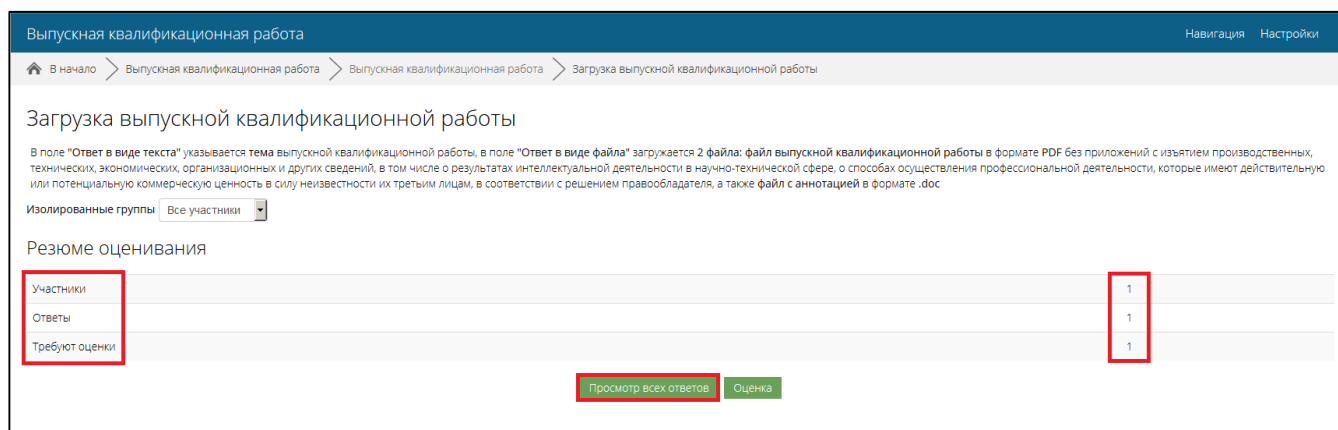 Выпускная квалификационная работа Навигация Настройки
В начало Выпускная квалификационная работа Выпускная квалификационная работа Загрузка выпускной квалификационной работы
Загрузка выпускной квалификационной работы
В поле "Ответ в виде текста" указывается тема выпускной квалификационной работы, в поле "Ответ в виде файла" загружается 2 файла: файл выпускной квалификационной работы в формате PDF без приложений с изъятием производственных,
технических, экономических, организационных и других сведений, в том числе о результатах интеллектуальной деятельности в научно-технической сфере, о способах осуществления профессиональной деятельности, которые имеют действительную
или потенциальную коммерческую ценность в силу неизвестности их третьим лицам, в соответствии с решением правообладателя, а также файл с аннотацией в формате .doc
Изолированные группы Все участники
Резюме оценивания
Участники 1
Ответы 1
Требуют оценки 1
Просмотр всех ответов Оценка